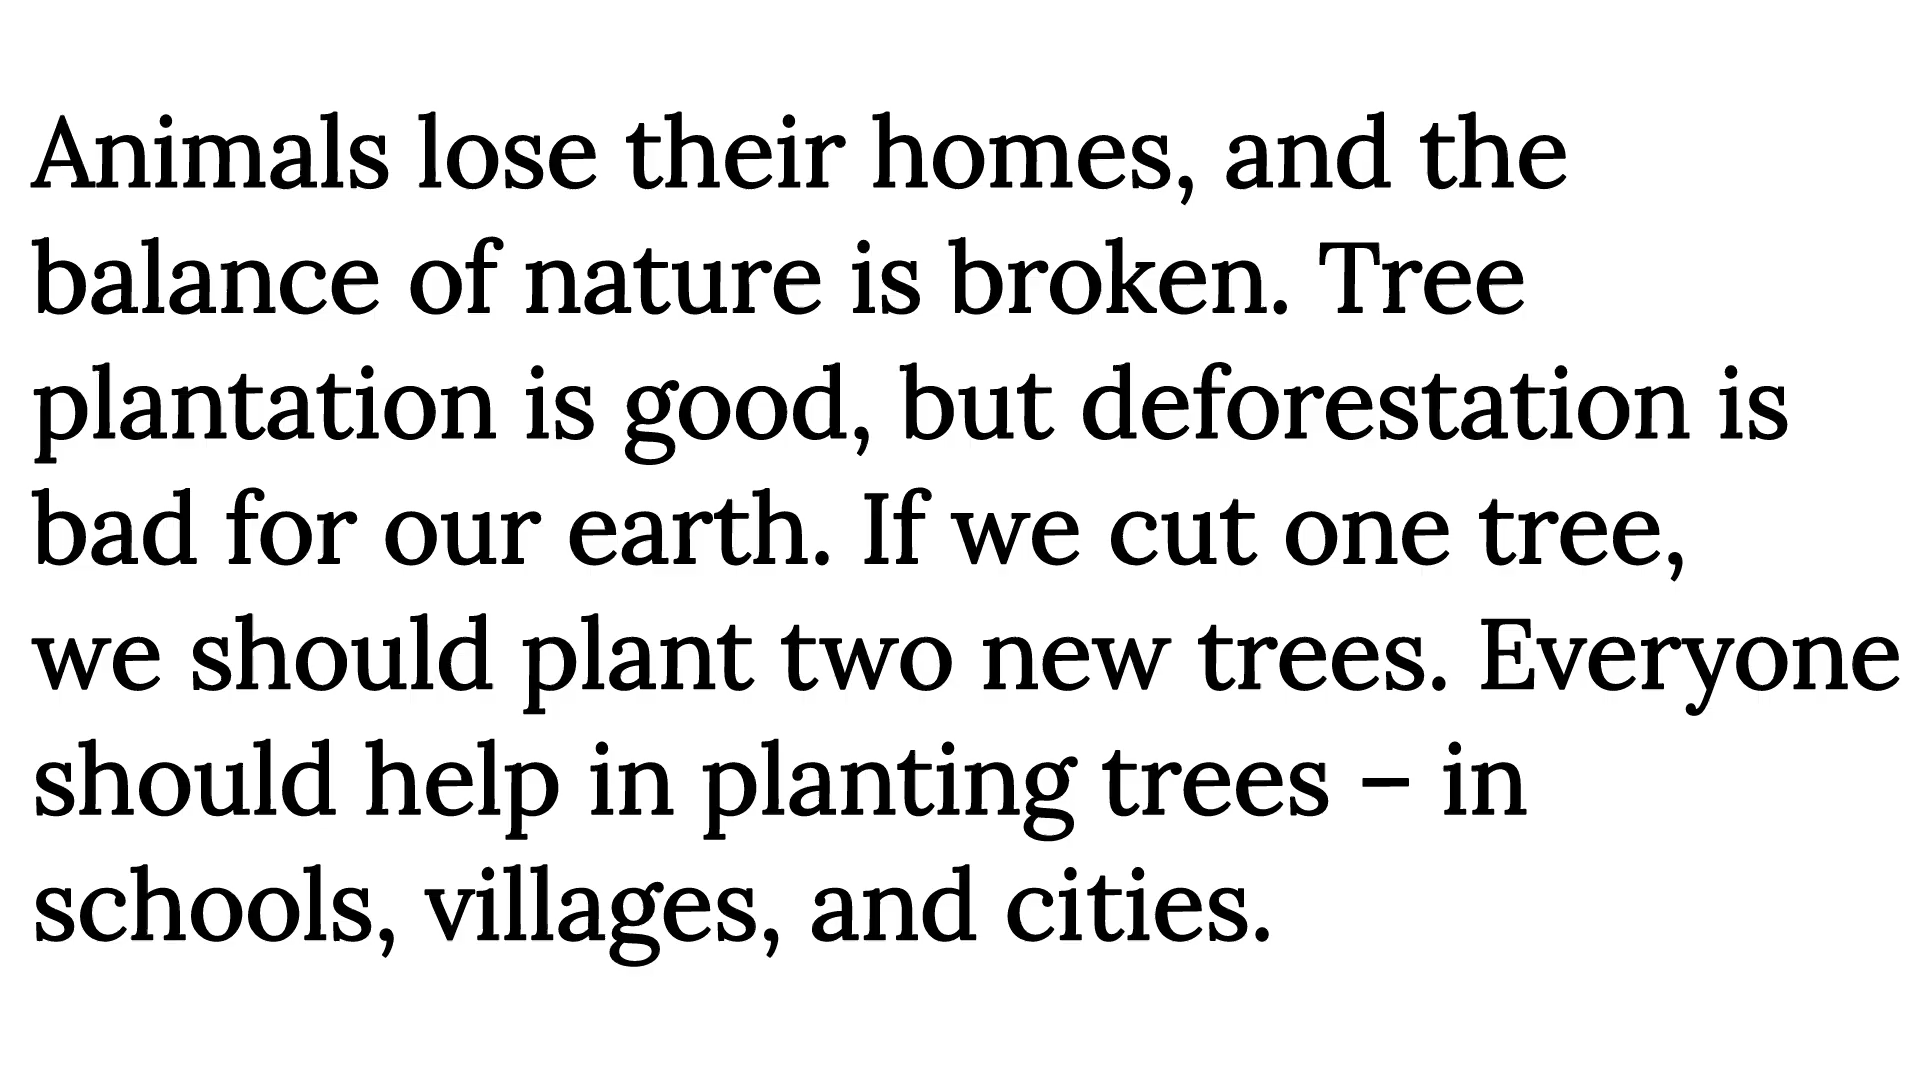 Animals lose their homes, and the
balance of nature is broken. Tree
plantation is good, but deforestation is
bad for our earth. If we cut one tree,
we should plant two new trees. Everyone
should help in planting trees – in
schools, villages, and cities.